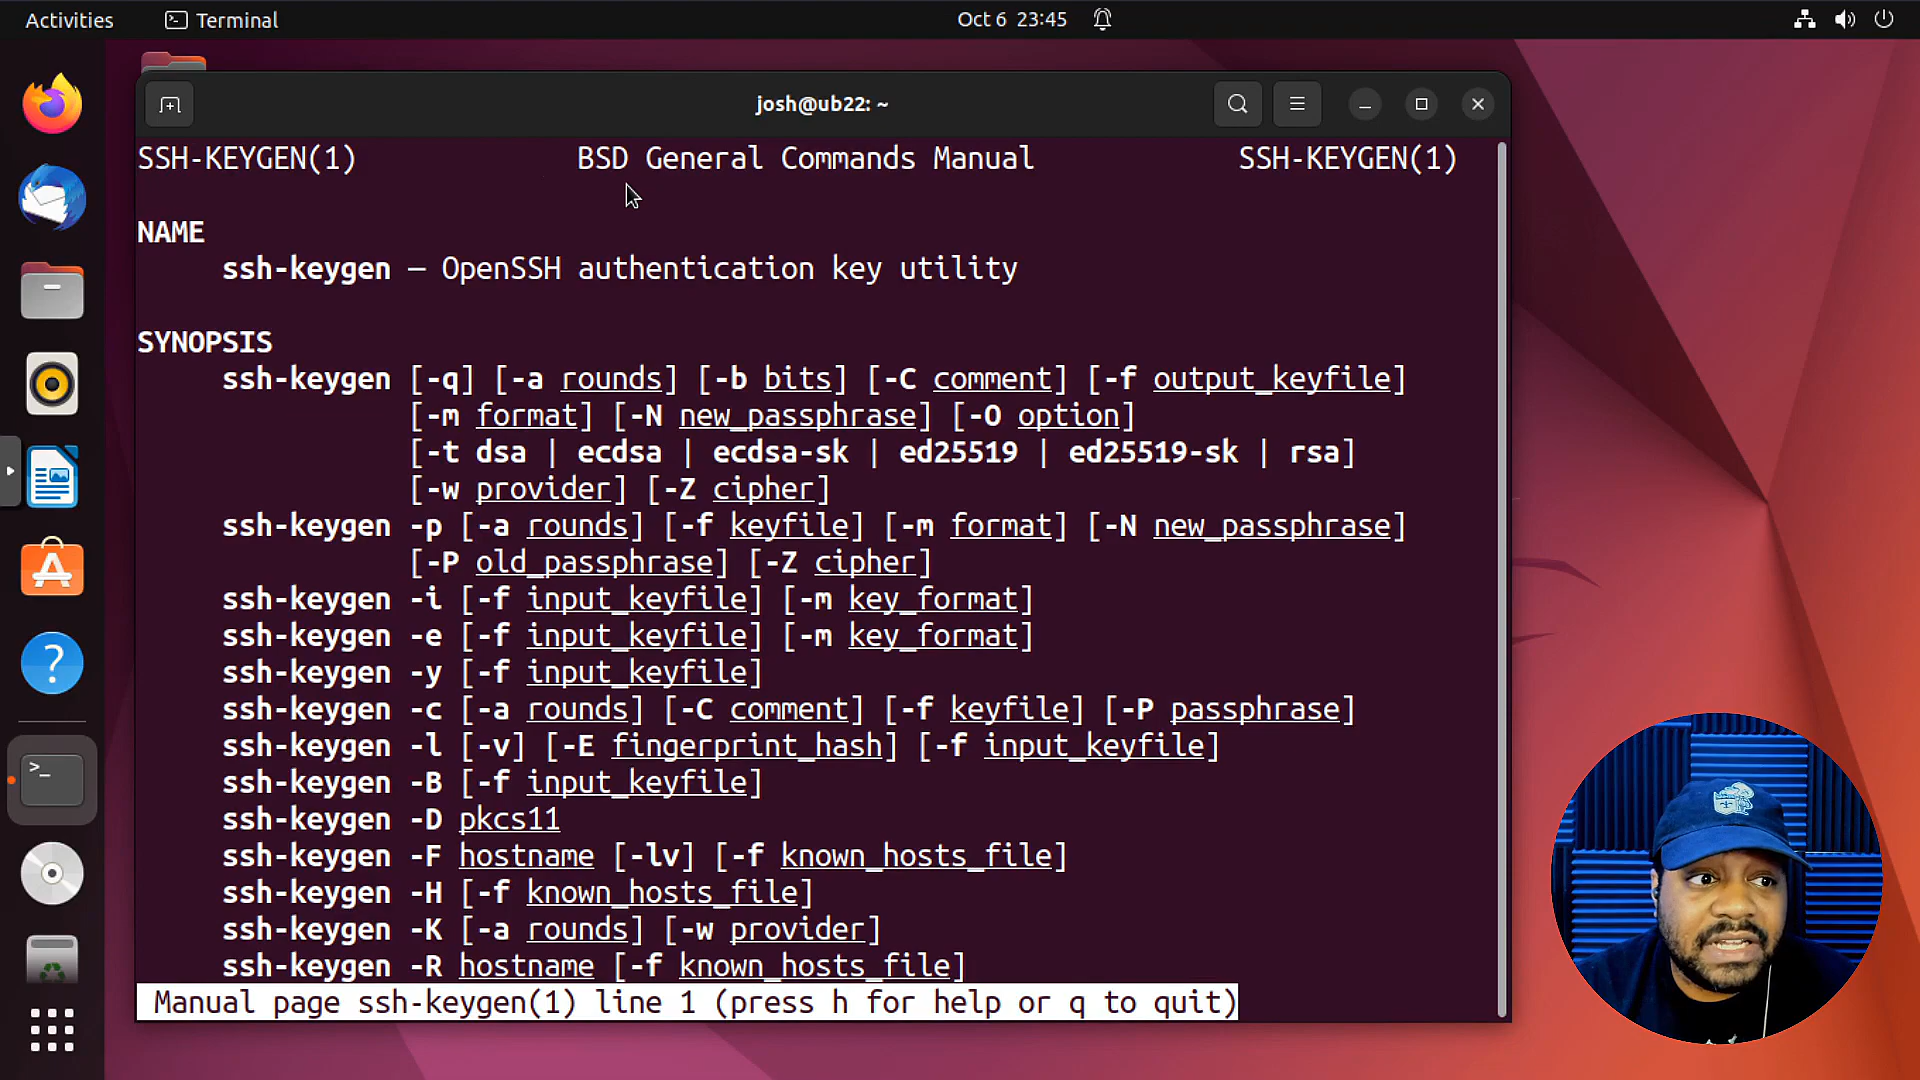 Activities
Terminal
Oct 6 23:45
josh@ub22: ~
SSH-KEYGEN(1) BSD General Commands Manual SSH-KEYGEN(1)
NAME
ssh-keygen — OpenSSH authentication key utility
SYNOPSIS
ssh-keygen [-q] [-a rounds] [-b bits] [-C comment] [-f output_keyfile]
[-m format] [-N new_passphrase] [-O option]
[-t dsa | ecdsa | ecdsa-sk | ed25519 | ed25519-sk | rsa]
[-w provider] [-Z cipher]
ssh-keygen -p [-a rounds] [-f keyfile] [-m format] [-N new_passphrase]
[-P old_passphrase] [-Z cipher]
ssh-keygen -i [-f input_keyfile] [-m key_format]
ssh-keygen -e [-f input_keyfile] [-m key_format]
ssh-keygen -y [-f input_keyfile]
ssh-keygen -c [-a rounds] [-C comment] [-f keyfile] [-P passphrase]
ssh-keygen -l [-v] [-E fingerprint_hash] [-f input_keyfile]
ssh-keygen -B [-f input_keyfile]
ssh-keygen -D pkcs11
ssh-keygen -F hostname [-lv] [-f known_hosts_file]
ssh-keygen -H [-f known_hosts_file]
ssh-keygen -K [-a rounds] [-w provider]
ssh-keygen -R hostname [-f known_hosts_file]
Manual page ssh-keygen(1) line 1 (press h for help or q to quit)